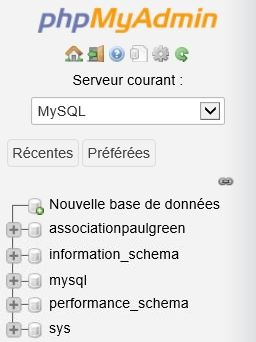 phpMyAdmin
Serveur courant :
MySQL
Récentes Préférées
Nouvelle base de données
associationpaulgreen
information_schema
mysql
performance_schema
sys